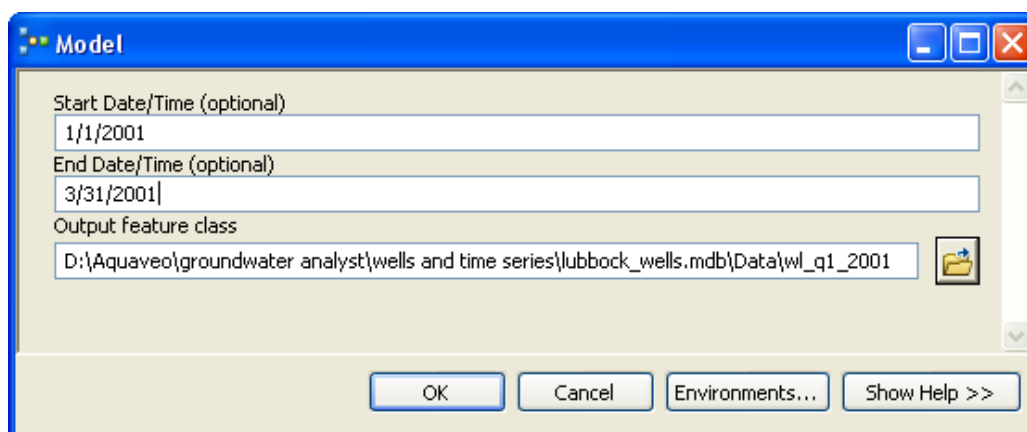 Model
Start Date/Time (optional)
1/1/2001
End Date/Time (optional)
3/31/2001
Output feature class
D:\Aquaveo\groundwater analyst\wells and time series\lubbock_wells.mdb\Data\wl_q1_2001
OK Cancel Environments... Show Help >>